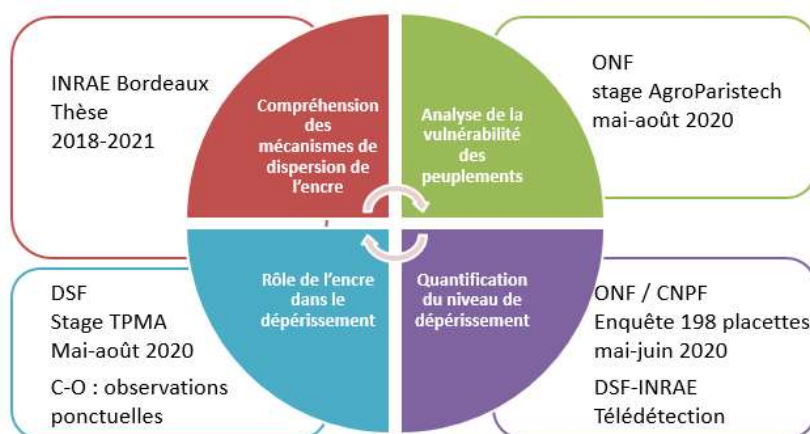 INRAE Bordeaux
Thèse
2018-2021
Compréhension
des
mécanismes de
dispersion de
l'encre
Analyse de la
vulnérabilité
des
peuplements
ONF
stage AgroParistech
mai-août 2020
DSF
Stage TPMA
Mai-août 2020
C-O : observations
ponctuelles
Rôle de l'encre
dans le
dépérissement
Quantification
du niveau de
dépérissement
ONF / CNPF
Enquête 198 placettes
mai-juin 2020
DSF-INRAE
Télédétection